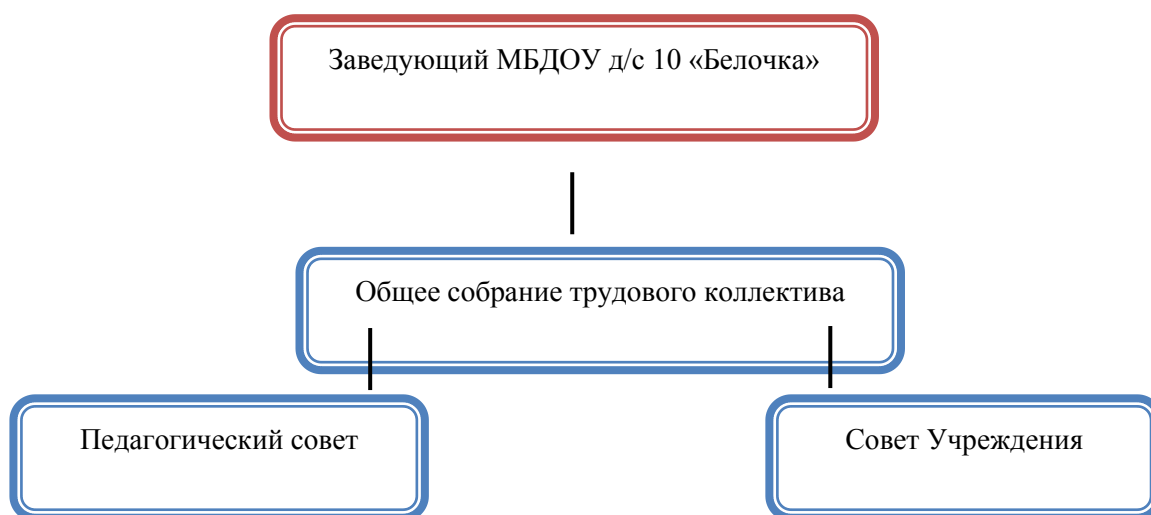 Заведующий МБДОУ д/с 10 «Белочка»
Общее собрание трудового коллектива
Педагогический совет
Совет Учреждения